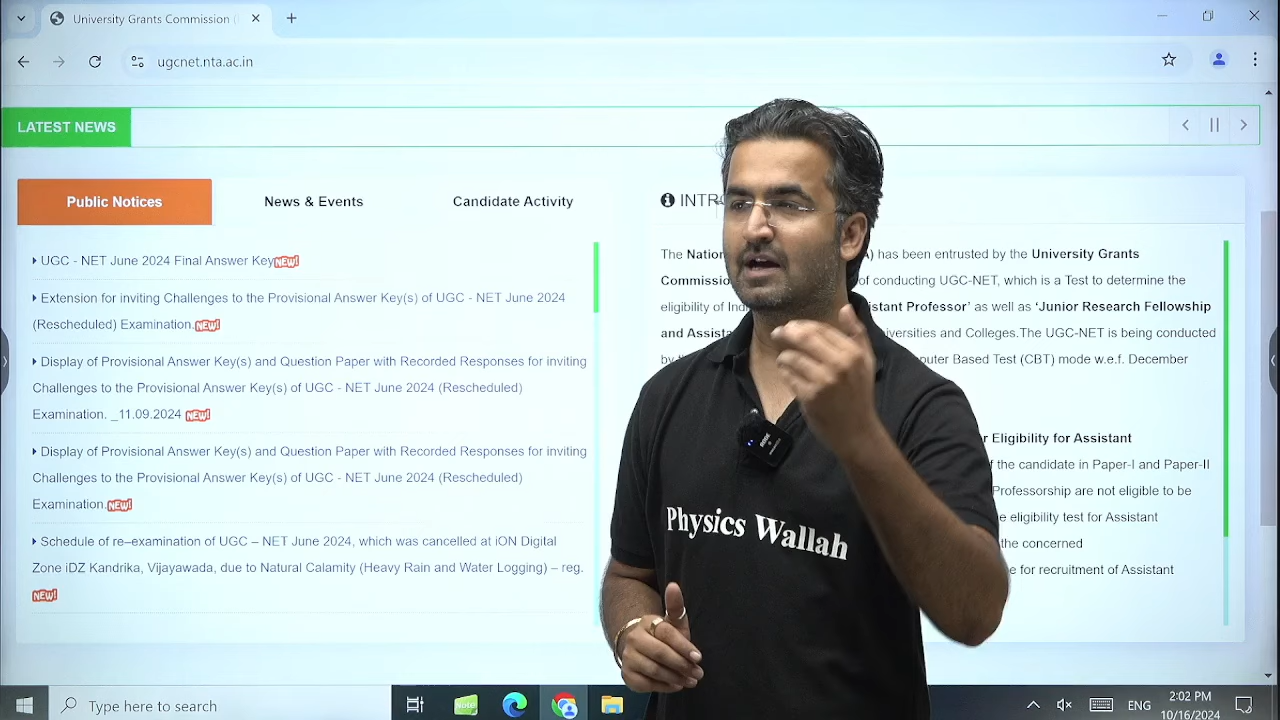 University Grants Commission (
ugcnet.nta.ac.in
LATEST NEWS
Public Notices
News & Events
Candidate Activity
UGC - NET June 2024 Final Answer Key NEW!
Extension for inviting Challenges to the Provisional Answer Key(s) of UGC - NET June 2024
(Rescheduled) Examination. NEW!
Display of Provisional Answer Key(s) and Question Paper with Recorded Responses for inviting
Challenges to the Provisional Answer Key(s) of UGC - NET June 2024 (Rescheduled)
Examination. _11.09.2024 NEW!
Display of Provisional Answer Key(s) and Question Paper with Recorded Responses for inviting
Challenges to the Provisional Answer Key(s) of UGC - NET June 2024 (Rescheduled)
Examination. NEW!
Schedule of re–examination of UGC – NET June 2024, which was cancelled at iON Digital
Zone iDZ Kandrika, Vijayawada, due to Natural Calamity (Heavy Rain and Water Logging) – reg.
NEW!
INTR
The Nation A) has been entrusted by the University Grants
Commission of conducting UGC-NET, which is a Test to determine the
eligibility of Ind sistant Professor' as well as 'Junior Research Fellowship
and Assista iversities and Colleges.The UGC-NET is being conducted
by t puter Based Test (CBT) mode w.e.f. December
r Eligibility for Assistant
f the candidate in Paper-I and Paper-II
Professorship are not eligible to be
e eligibility test for Assistant
the concerned
e for recruitment of Assistant
Physics Wallah
Type here to search
Note
ENG
2:02 PM
10/16/2024